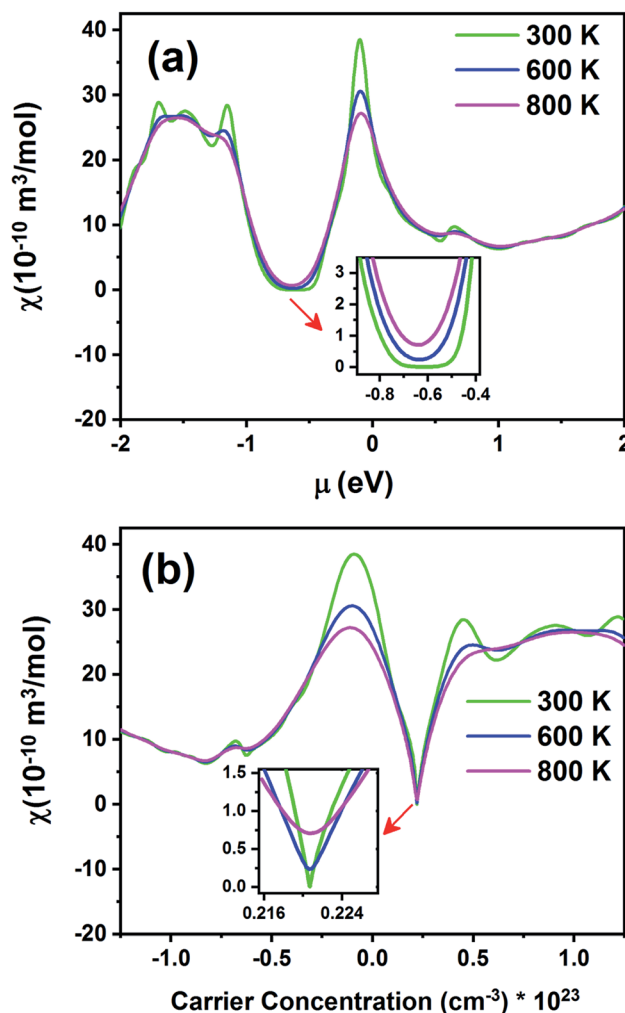 (a)
300 K
600 K
800 K
χ(10⁻¹⁰ m³/mol)
40
30
20
10
0
-10
-20
3
2
1
0
-0.8 -0.6 -0.4
-2 -1 0 1 2
μ (eV)
(b)
300 K
600 K
800 K
χ(10⁻¹⁰ m³/mol)
40
30
20
10
0
-10
-20
1.5
1.0
0.5
0.0
0.216 0.224
-1.0 -0.5 0.0 0.5 1.0
Carrier Concentration (cm⁻³) * 10²³